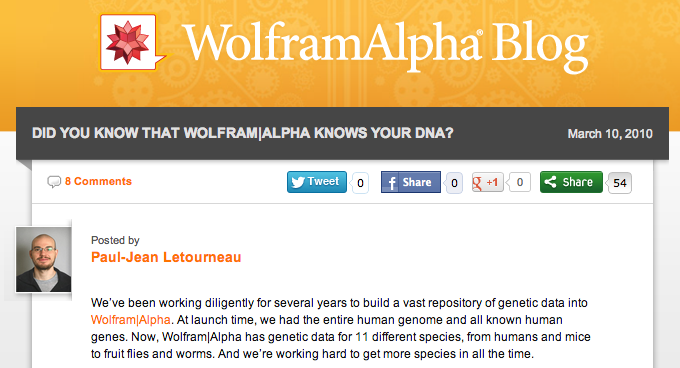 WolframAlpha® Blog
DID YOU KNOW THAT WOLFRAM|ALPHA KNOWS YOUR DNA?
March 10, 2010
8 Comments
Tweet 0
f Share 0
g +1 0
Share 54
Posted by
Paul-Jean Letourneau
We've been working diligently for several years to build a vast repository of genetic data into
Wolfram|Alpha. At launch time, we had the entire human genome and all known human
genes. Now, Wolfram|Alpha has genetic data for 11 different species, from humans and mice
to fruit flies and worms. And we're working hard to get more species in all the time.